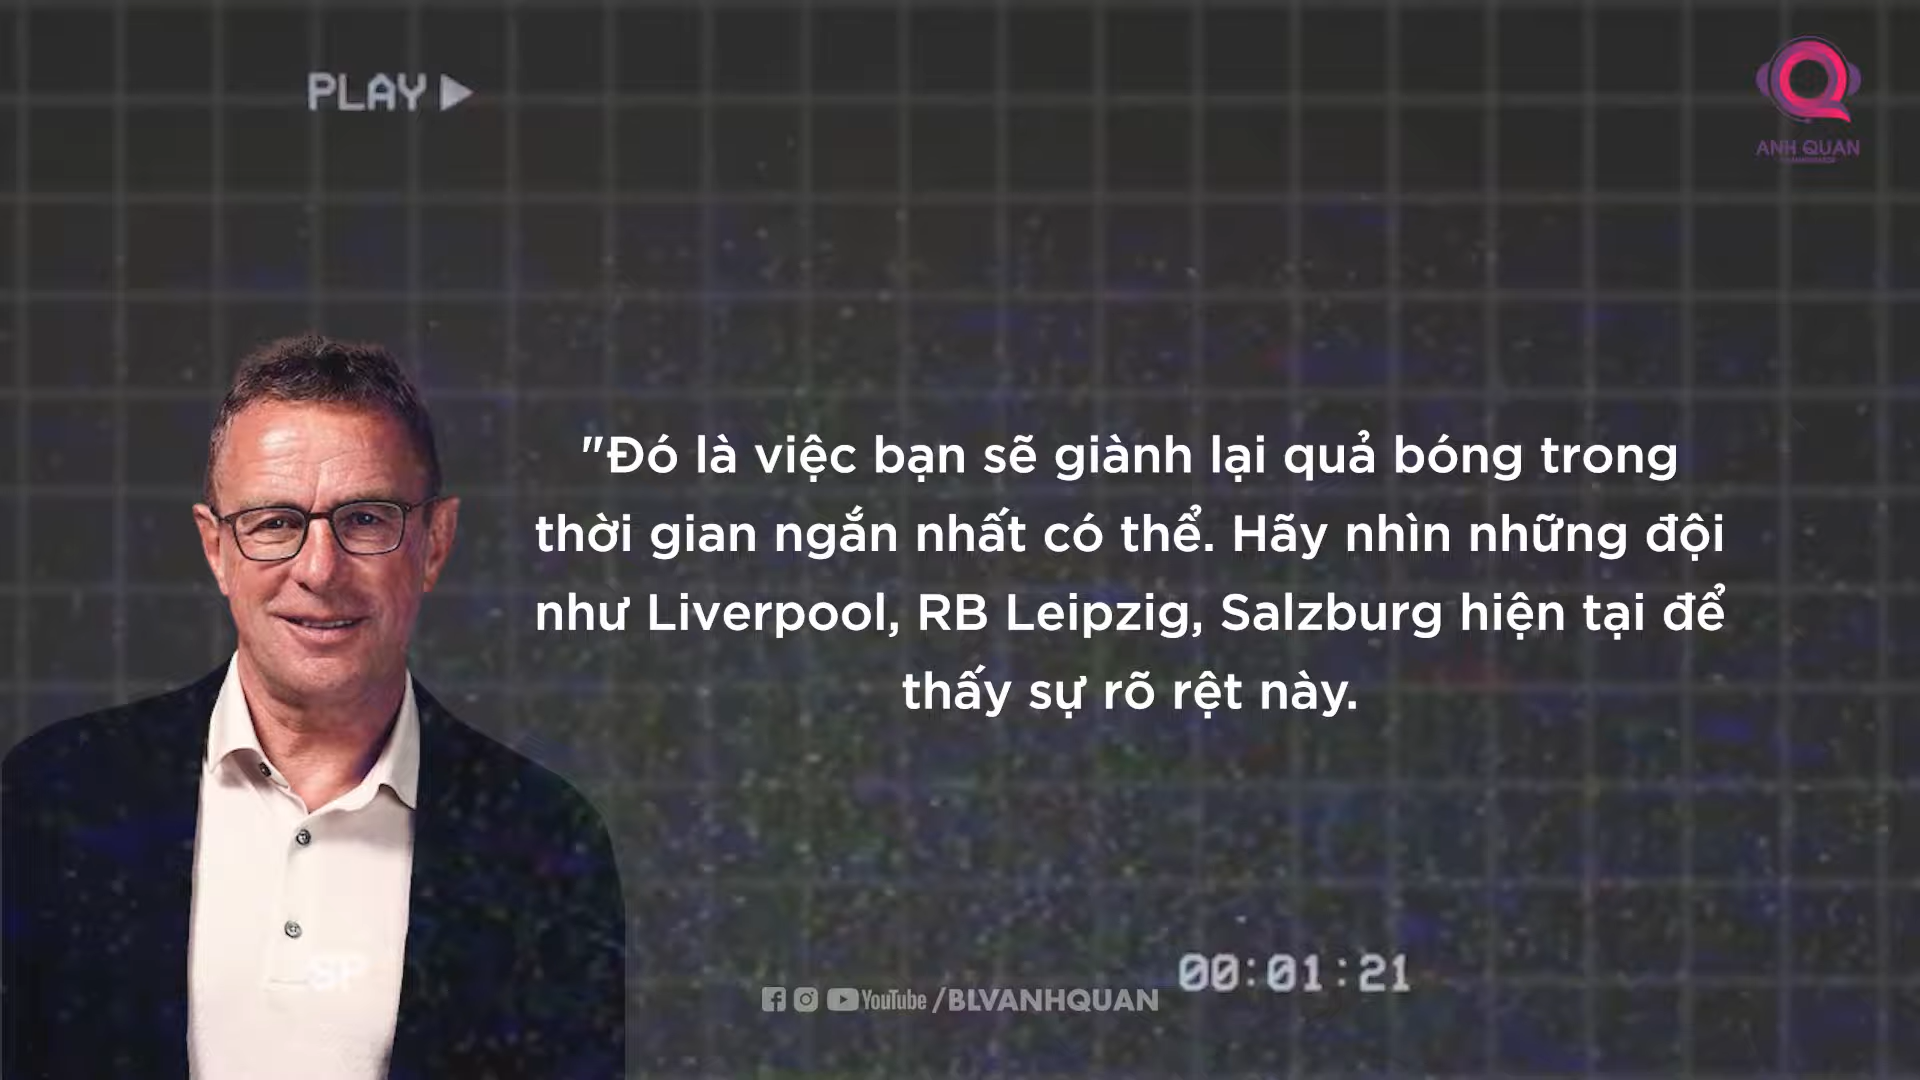 PLAY
ANH QUAN
"Đó là việc bạn sẽ giành lại quả bóng trong
thời gian ngắn nhất có thể. Hãy nhìn những đội
như Liverpool, RB Leipzig, Salzburg hiện tại để
thấy sự rõ rệt này.
00:01:21
YouTube /BLVANHQUAN